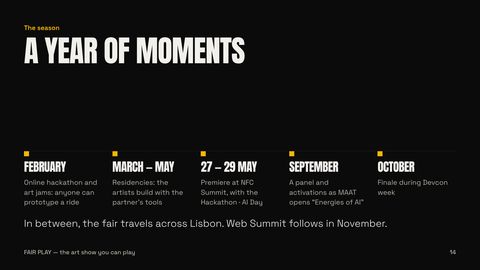 The season
A YEAR OF MOMENTS
FEBRUARY
Online hackathon and
art jams: anyone can
prototype a ride
MARCH – MAY
Residencies: the
artists build with the
partner's tools
27 – 29 MAY
Premiere at NFC
Summit, with the
Hackathon · AI Day
SEPTEMBER
A panel and
activations as MAAT
opens "Energies of AI"
OCTOBER
Finale during Devcon
week
In between, the fair travels across Lisbon. Web Summit follows in November.
FAIR PLAY — the art show you can play
14